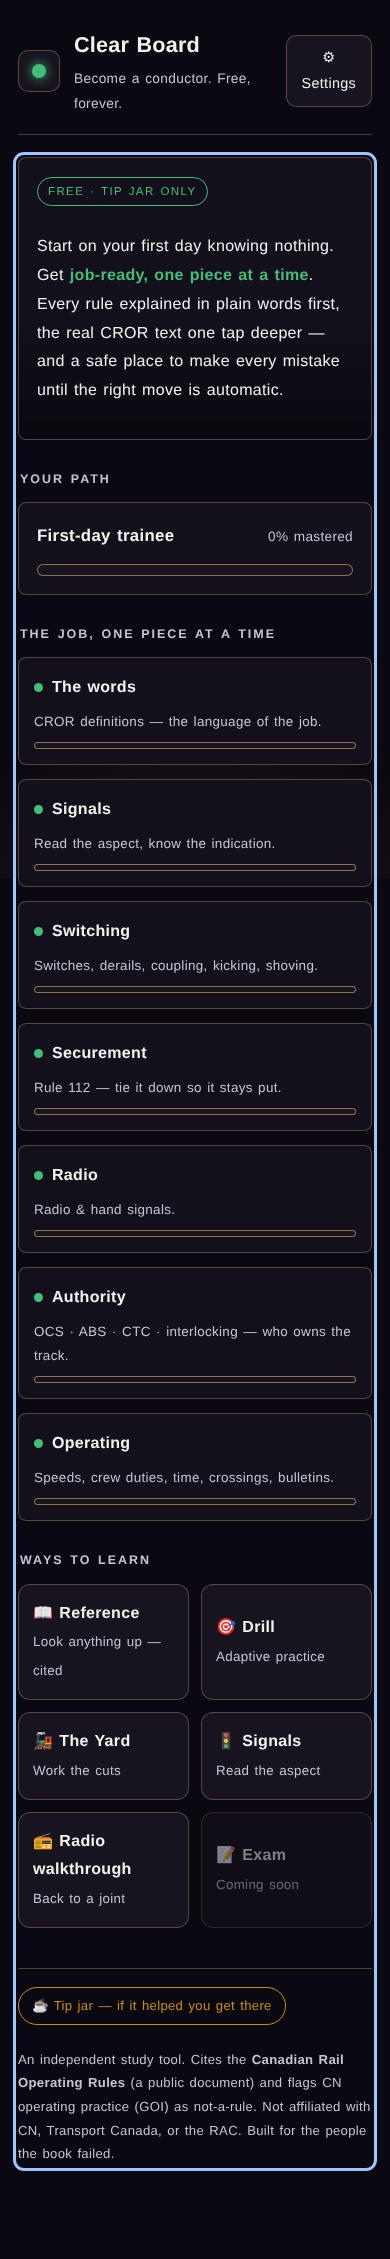 Clear Board
Become a conductor. Free,
forever.
⚙
Settings
FREE · TIP JAR ONLY
Start on your first day knowing nothing.
Get job-ready, one piece at a time.
Every rule explained in plain words first,
the real CROR text one tap deeper —
and a safe place to make every mistake
until the right move is automatic.
YOUR PATH
First-day trainee
0% mastered
THE JOB, ONE PIECE AT A TIME
The words
CROR definitions — the language of the job.
Signals
Read the aspect, know the indication.
Switching
Switches, derails, coupling, kicking, shoving.
Securement
Rule 112 — tie it down so it stays put.
Radio
Radio & hand signals.
Authority
OCS · ABS · CTC · interlocking — who owns the
track.
Operating
Speeds, crew duties, time, crossings, bulletins.
WAYS TO LEARN
📖 Reference
Look anything up —
cited
🎯 Drill
Adaptive practice
🚂 The Yard
Work the cuts
🚦 Signals
Read the aspect
📻 Radio
walkthrough
Back to a joint
📝 Exam
Coming soon
☕ Tip jar — if it helped you get there
An independent study tool. Cites the Canadian Rail
Operating Rules (a public document) and flags CN
operating practice (GOI) as not-a-rule. Not affiliated with
CN, Transport Canada, or the RAC. Built for the people
the book failed.